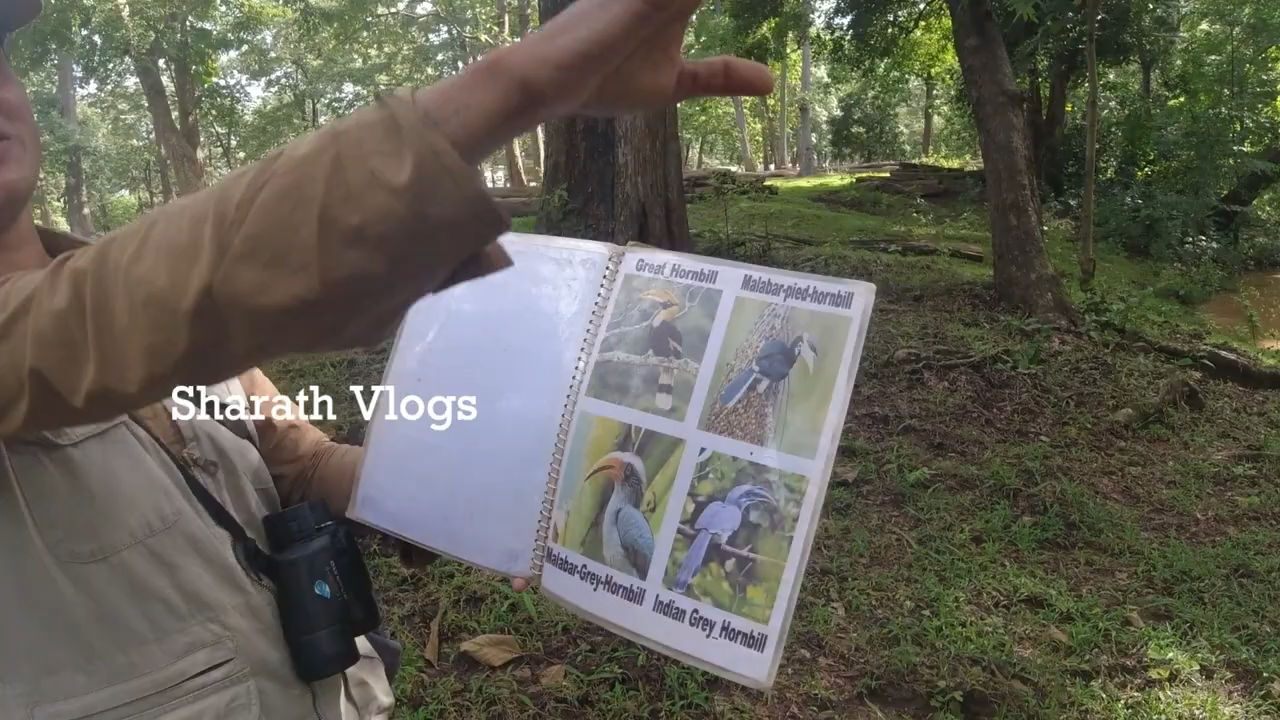 Great_Hornbill
Malabar-pied-hornbill
Sharath Vlogs
Malabar-Grey-Hornbill
Indian Grey_Hornbill